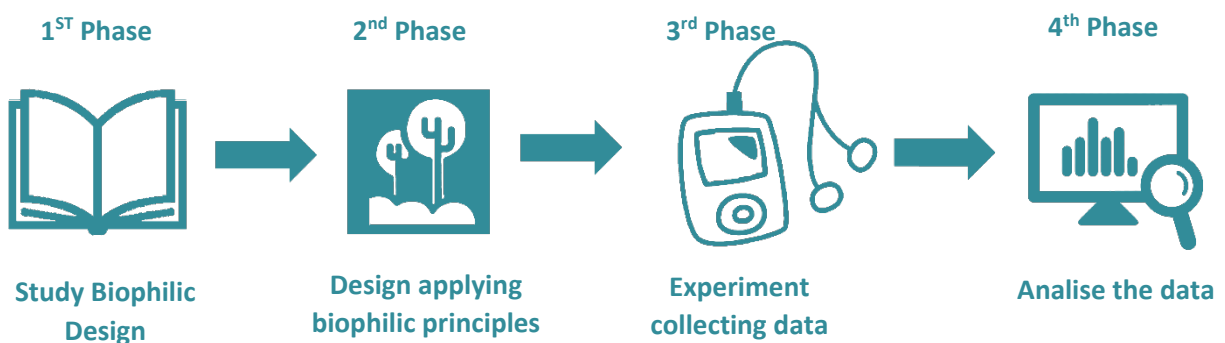 1ST Phase
2nd Phase
3rd Phase
4th Phase
Study Biophilic
Design
Design applying
biophilic principles
Experiment
collecting data
Analise the data